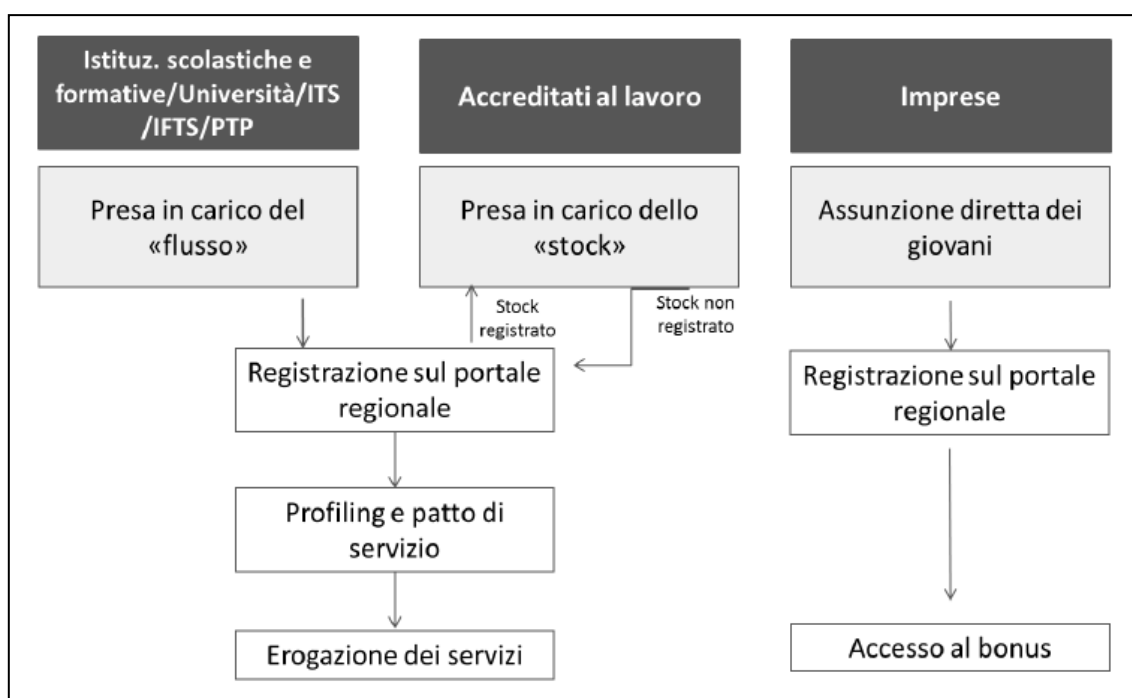 Istituz. scolastiche e
formative/Università/ITS
/IFTS/PTP
Accreditati al lavoro
Imprese
Presa in carico del
«flusso»
Presa in carico dello
«stock»
Assunzione diretta dei
giovani
Stock
registrato
Stock non
registrato
Registrazione sul portale
regionale
Registrazione sul portale
regionale
Profiling e patto di
servizio
Erogazione dei servizi
Accesso al bonus